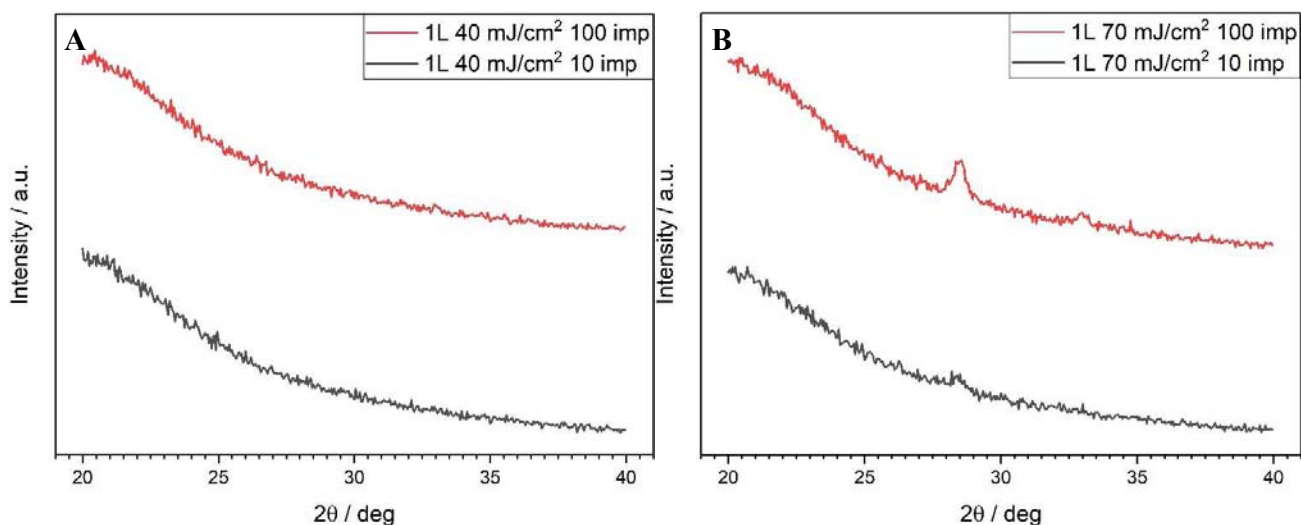 A
1L 40 mJ/cm² 100 imp
1L 40 mJ/cm² 10 imp
Intensity / a.u.
20 25 30 35 40
2θ / deg
B
1L 70 mJ/cm² 100 imp
1L 70 mJ/cm² 10 imp
Intensity / a.u.
20 25 30 35 40
2θ / deg